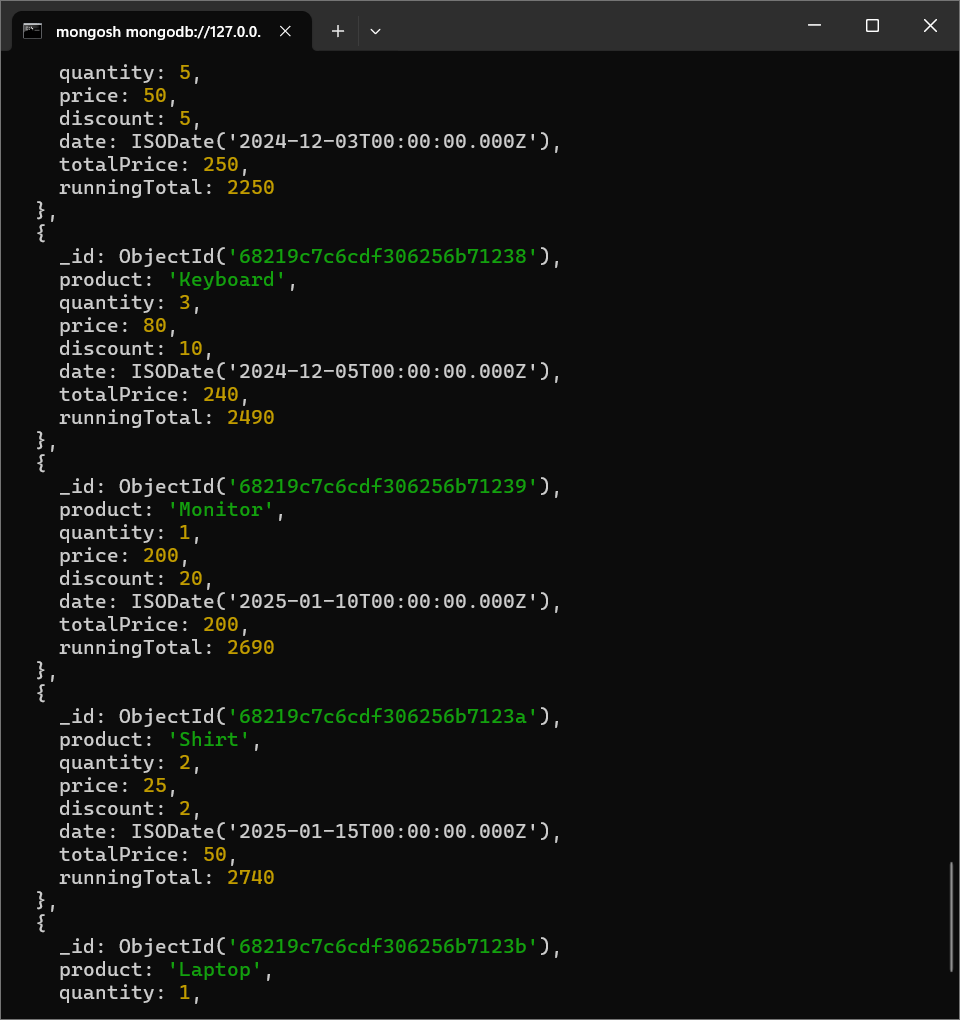 mongosh mongodb://127.0.0.
quantity: 5,
price: 50,
discount: 5,
date: ISODate('2024-12-03T00:00:00.000Z'),
totalPrice: 250,
runningTotal: 2250
},
{
_id: ObjectId('68219c7c6cdf306256b71238'),
product: 'Keyboard',
quantity: 3,
price: 80,
discount: 10,
date: ISODate('2024-12-05T00:00:00.000Z'),
totalPrice: 240,
runningTotal: 2490
},
{
_id: ObjectId('68219c7c6cdf306256b71239'),
product: 'Monitor',
quantity: 1,
price: 200,
discount: 20,
date: ISODate('2025-01-10T00:00:00.000Z'),
totalPrice: 200,
runningTotal: 2690
},
{
_id: ObjectId('68219c7c6cdf306256b7123a'),
product: 'Shirt',
quantity: 2,
price: 25,
discount: 2,
date: ISODate('2025-01-15T00:00:00.000Z'),
totalPrice: 50,
runningTotal: 2740
},
{
_id: ObjectId('68219c7c6cdf306256b7123b'),
product: 'Laptop',
quantity: 1,